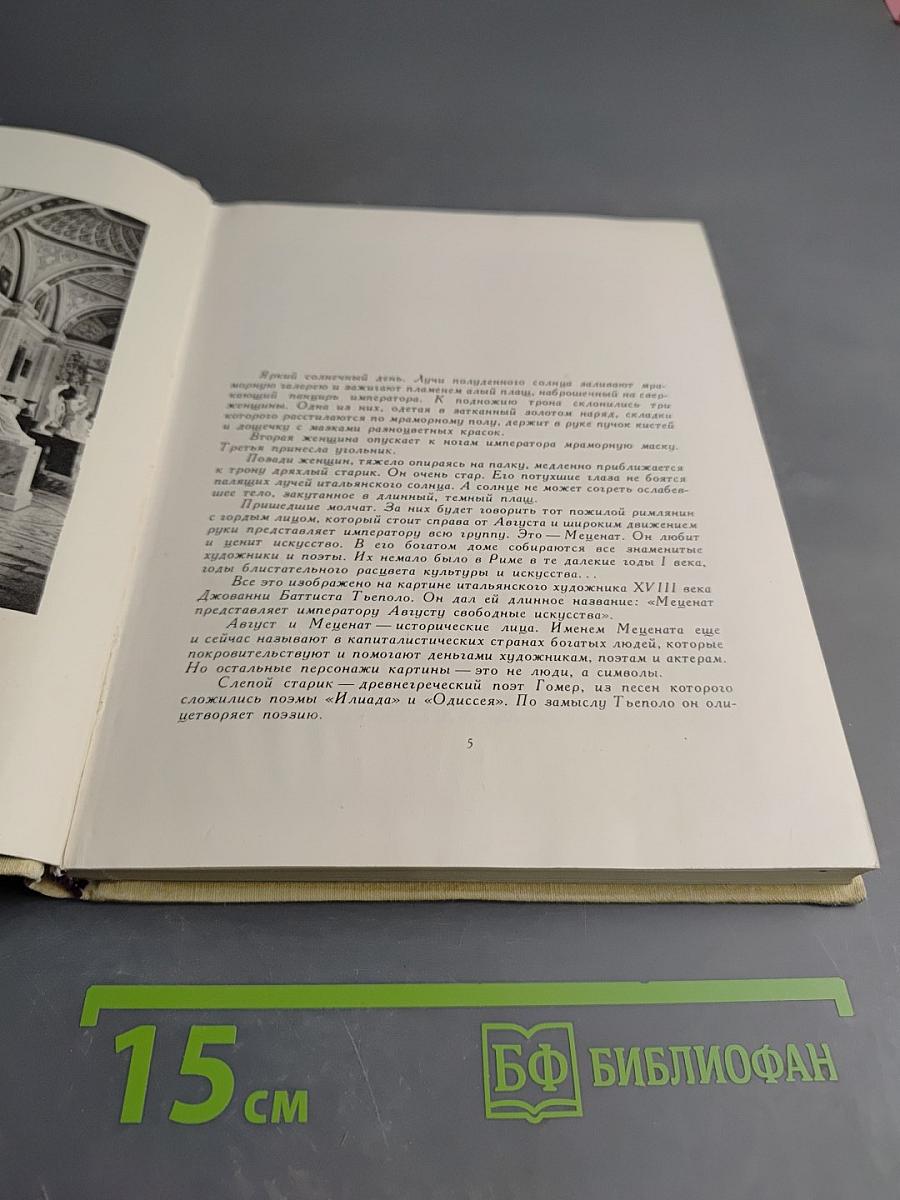 Яркий солнечный день. Лучи полуденного солнца заливают мра-
морную галерею и зажигают пламенем алый плащ, наброшенный на свер-
кающий панцирь императора. К подножию трона склонились три
женщины. Одна из них, одетая в затканный золотом наряд, складки
которого расстилаются по мраморному полу, держит в руке пучок кистей
и дощечку с мазками разноцветных красок.
Вторая женщина опускает к ногам императора мраморную маску.
Третья принесла угольник.
Позади женщин, тяжело опираясь на палку, медленно приближается
к трону дряхлый старик. Он очень стар. Его потухшие глаза не боятся
палящих лучей итальянского солнца. А солнце не может согреть ослабев-
шее тело, закутанное в длинный, темный плащ.
Пришедшие молчат. За них будет говорить тот пожилой римлянин
с гордым лицом, который стоит справа от Августа и широким движением
руки представляет императору всю группу. Это — Меценат. Он любит
и ценит искусство. В его богатом доме собираются все знаменитые
художники и поэты. Их немало было в Риме в те далекие годы I века,
годы блистательного расцвета культуры и искусства...
Все это изображено на картине итальянского художника XVIII века
Джованни Баттиста Тьеполо. Он дал ей длинное название: «Меценат
представляет императору Августу свободные искусства».
Август и Меценат — исторические лица. Именем Мецената еще
и сейчас называют в капиталистических странах богатых людей, которые
покровительствуют и помогают деньгами художникам, поэтам и актерам.
Но остальные персонажи картины — это не люди, а символы.
Слепой старик — древнегреческий поэт Гомер, из песен которого
сложились поэмы «Илиада» и «Одиссея». По замыслу Тьеполо он оли-
цетворяет поэзию.
5
15 см
БФ БИБЛИОФАН